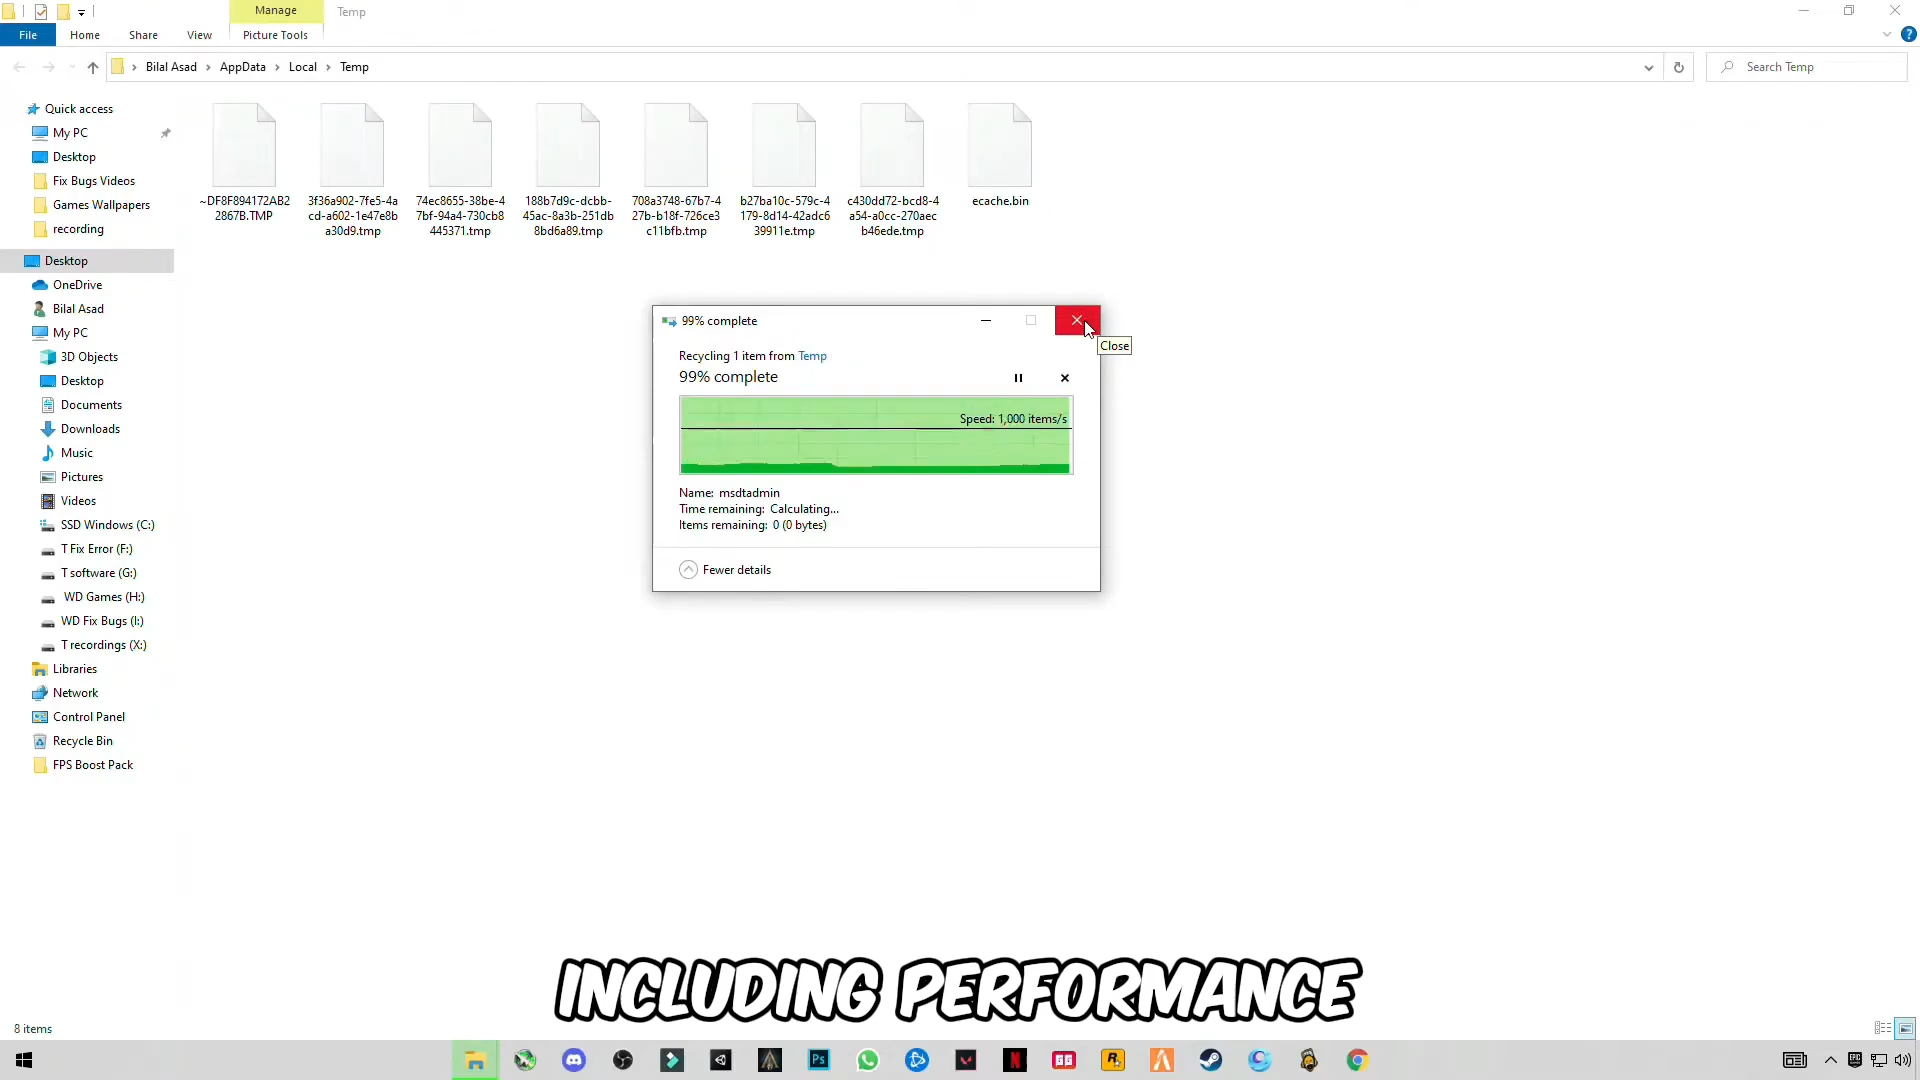 Manage
Temp
File
Home
Share
View
Picture Tools
Bilal Asad
AppData
Local
Temp
Search Temp
Quick access
My PC
Desktop
Fix Bugs Videos
Games Wallpapers
recording
Desktop
OneDrive
Bilal Asad
My PC
3D Objects
Desktop
Documents
Downloads
Music
Pictures
Videos
SSD Windows (C:)
T Fix Error (F:)
T software (G:)
WD Games (H:)
WD Fix Bugs (I:)
T recordings (X:)
Libraries
Network
Control Panel
Recycle Bin
FPS Boost Pack
~DF8F894172AB2
2867B.TMP
3f36a902-7fe5-4a
cd-a602-1e47e8b
a30d9.tmp
74ec8655-38be-4
7bf-94a4-730cb8
445371.tmp
188b7d9c-dcbb-
45ac-8a3b-251db
8bd6a89.tmp
708a3748-67b7-4
27b-b18f-726ce3
c11bfb.tmp
b27ba10c-579c-4
179-8d14-42adc6
39911e.tmp
c430dd72-bcd8-4
a54-a0cc-270aec
b46ede.tmp
ecache.bin
99% complete
Close
Recycling 1 item from Temp
99% complete
Speed: 1,000 items/s
Name: msdtadmin
Time remaining: Calculating...
Items remaining: 0 (0 bytes)
Fewer details
INCLUDING PERFORMANCE
8 items
Ps